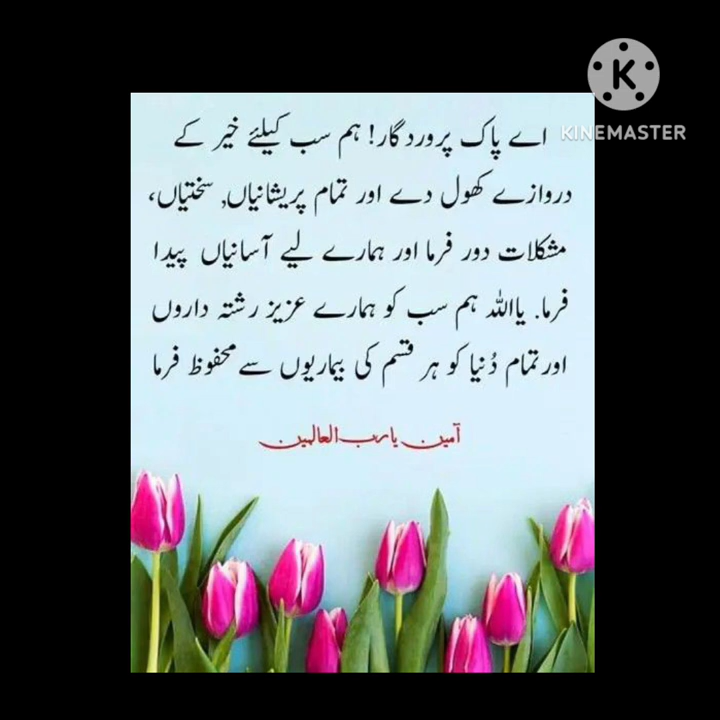 KINEMASTER
اے پاک پروردگار! ہم سب کیلئے خیر کے
دروازے کھول دے اور تمام پریشانیاں, سختیاں،
مشکلات دور فرما اور ہمارے لیے آسانیاں پیدا
فرما. یااللہ ہم سب کو ہمارے عزیز رشتہ داروں
اور تمام دُنیا کو ہر قسم کی بیماریوں سے محفوظ فرما
آمین یارب العالمین